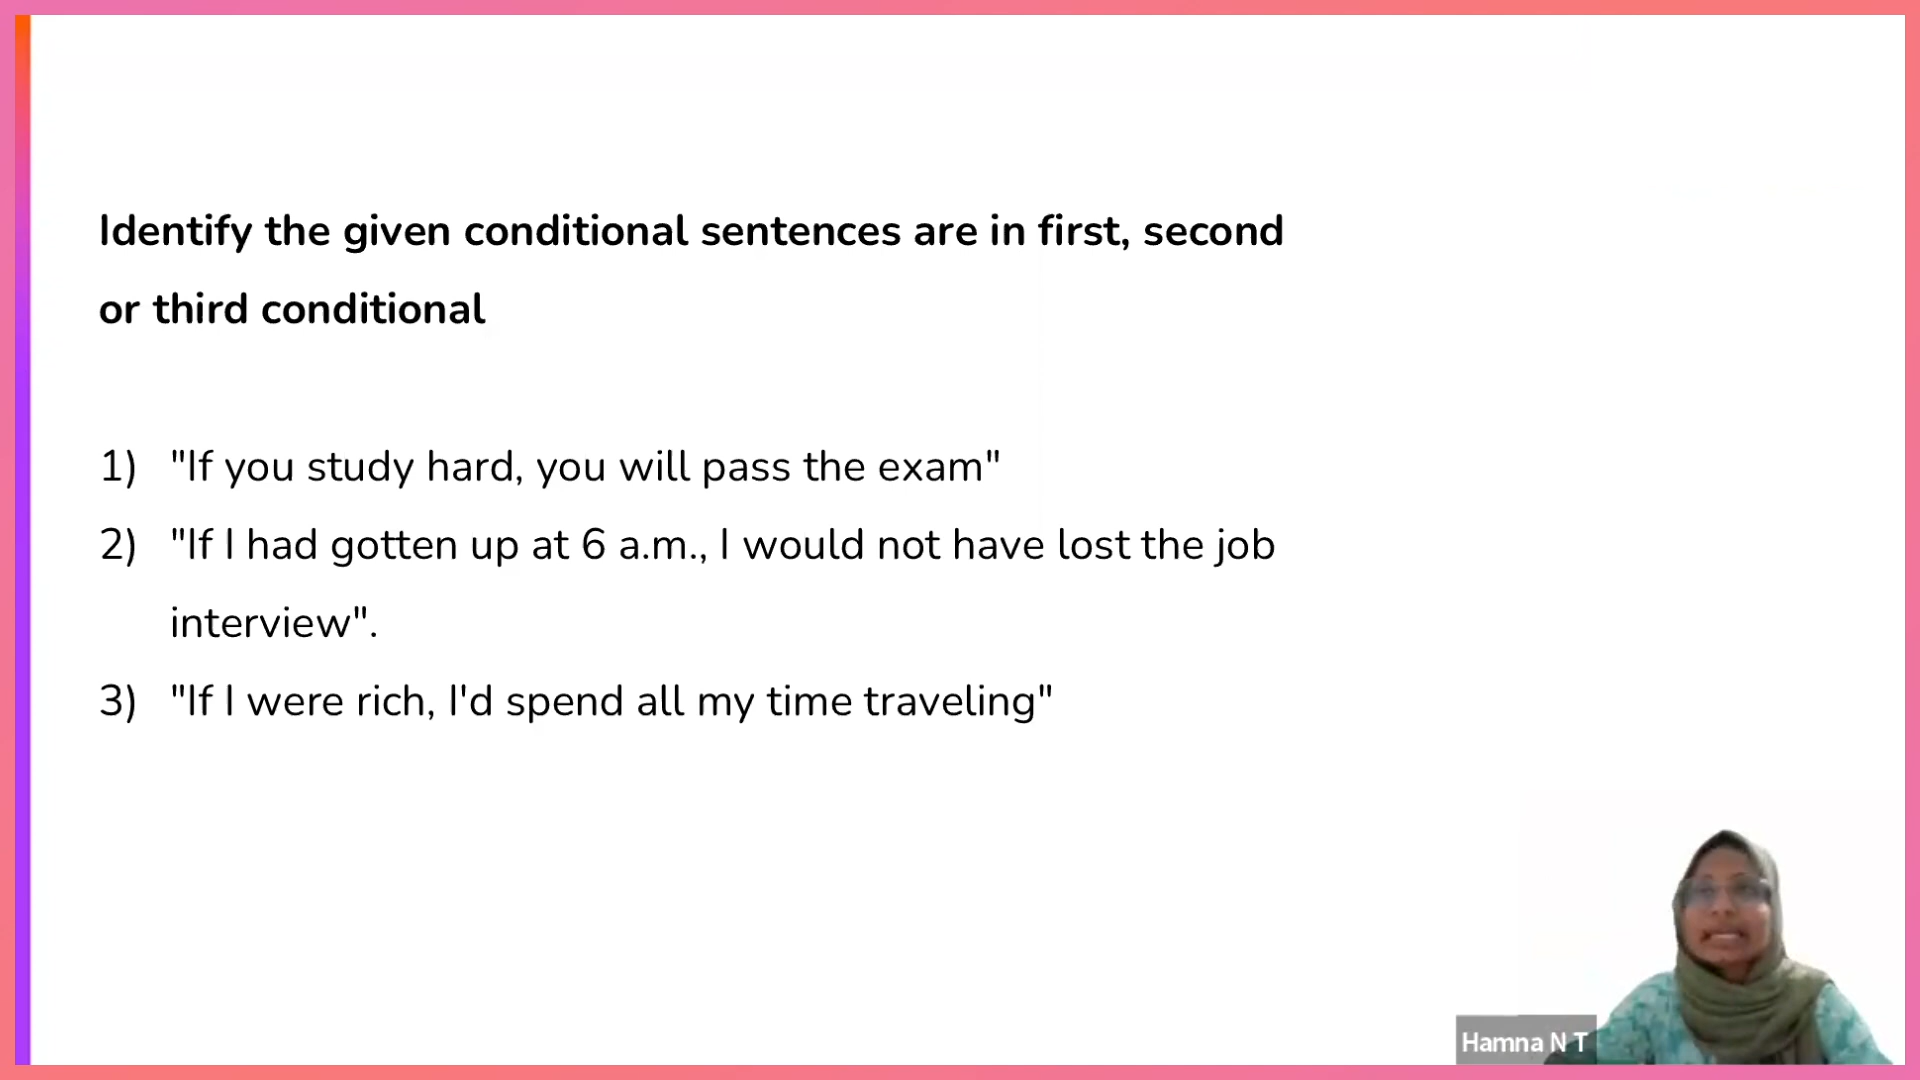 Identify the given conditional sentences are in first, second
or third conditional
1) "If you study hard, you will pass the exam"
2) "If I had gotten up at 6 a.m., I would not have lost the job
interview".
3) "If I were rich, I'd spend all my time traveling"
Hamna N T